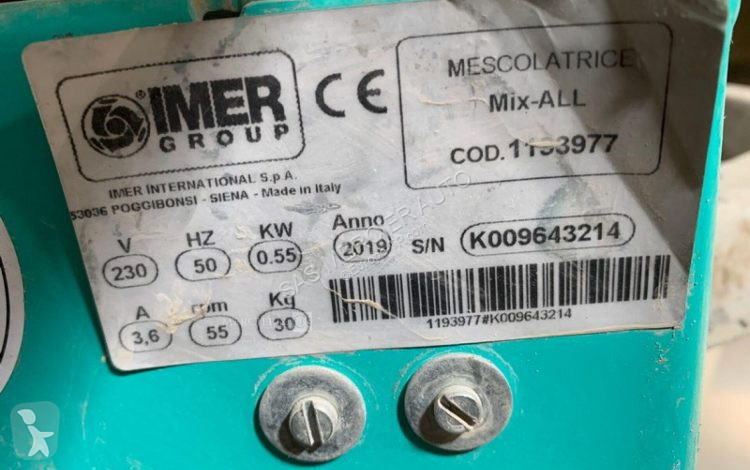 IMER
GROUP
CE
MESCOLATRICE
Mix-ALL
COD. 1193977
IMER INTERNATIONAL S.p.A.
53036 POGGIBONSI - SIENA - Made in Italy
V HZ KW Anno
230 50 0.55 2019 S/N K009643214
A rpm Kg
3,6 55 30
1193977#K009643214